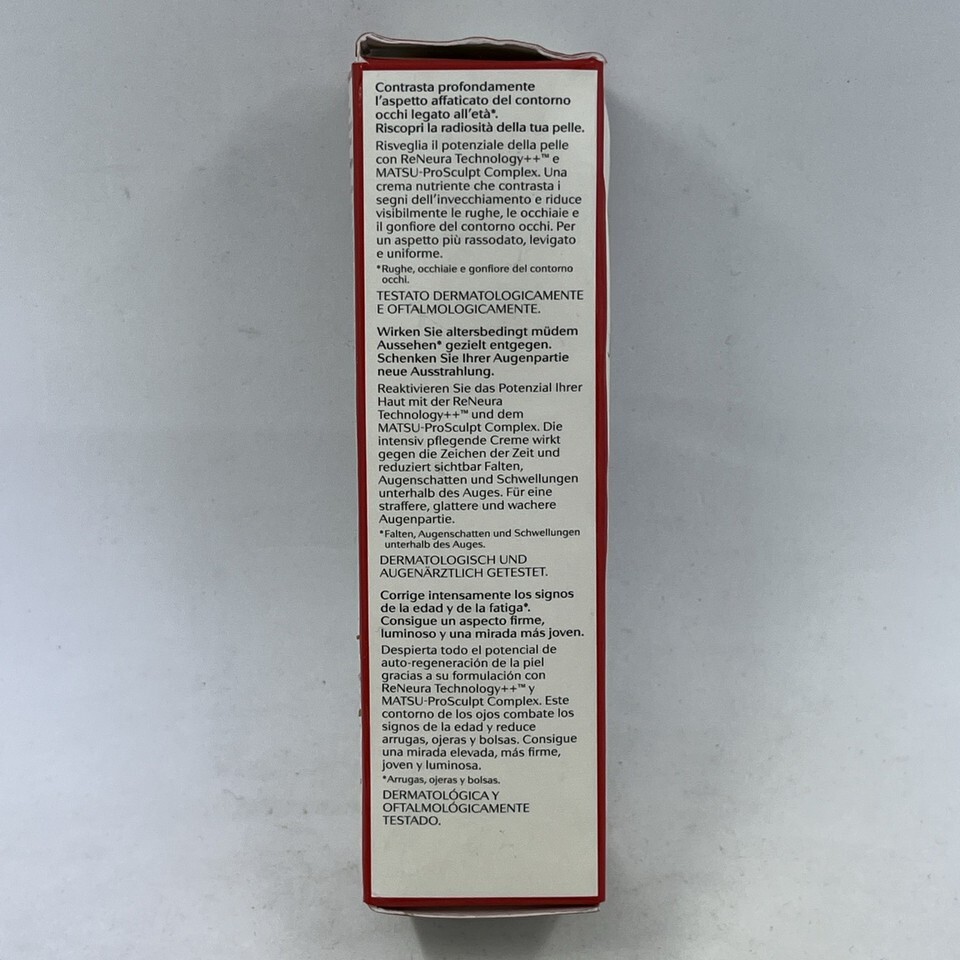 Contrasta profondamente
l'aspetto affaticato del contorno
occhi legato all'età*.
Riscopri la radiosità della tua pelle.
Risveglia il potenziale della pelle
con ReNeura Technology++™ e
MATSU-ProSculpt Complex. Una
crema nutriente che contrasta i
segni dell'invecchiamento e riduce
visibilmente le rughe, le occhiaie e
il gonfiore del contorno occhi. Per
un aspetto più rassodato, levigato
e uniforme.
*Rughe, occhiaie e gonfiore del contorno
occhi.
TESTATO DERMATOLOGICAMENTE
E OFTALMOLOGICAMENTE.
Wirken Sie altersbedingt müdem
Aussehen* gezielt entgegen.
Schenken Sie Ihrer Augenpartie
neue Ausstrahlung.
Reaktivieren Sie das Potenzial Ihrer
Haut mit der ReNeura
Technology++™ und dem
MATSU-ProSculpt Complex. Die
intensiv pflegende Creme wirkt
gegen die Zeichen der Zeit und
reduziert sichtbar Falten,
Augenschatten und Schwellungen
unterhalb des Auges. Für eine
straffere, glattere und wachere
Augenpartie.
*Falten, Augenschatten und Schwellungen
unterhalb des Auges.
DERMATOLOGISCH UND
AUGENÄRZTLICH GETESTET.
Corrige intensamente los signos
de la edad y de la fatiga*.
Consigue un aspecto firme,
luminoso y una mirada más joven.
Despierta todo el potencial de
auto-regeneración de la piel
gracias a su formulación con
ReNeura Technology++™ y
MATSU-ProSculpt Complex. Este
contorno de los ojos combate los
signos de la edad y reduce
arrugas, ojeras y bolsas. Consigue
una mirada elevada, más firme,
joven y luminosa.
*Arrugas, ojeras y bolsas.
DERMATOLÓGICA Y
OFTALMOLÓGICAMENTE
TESTADO.